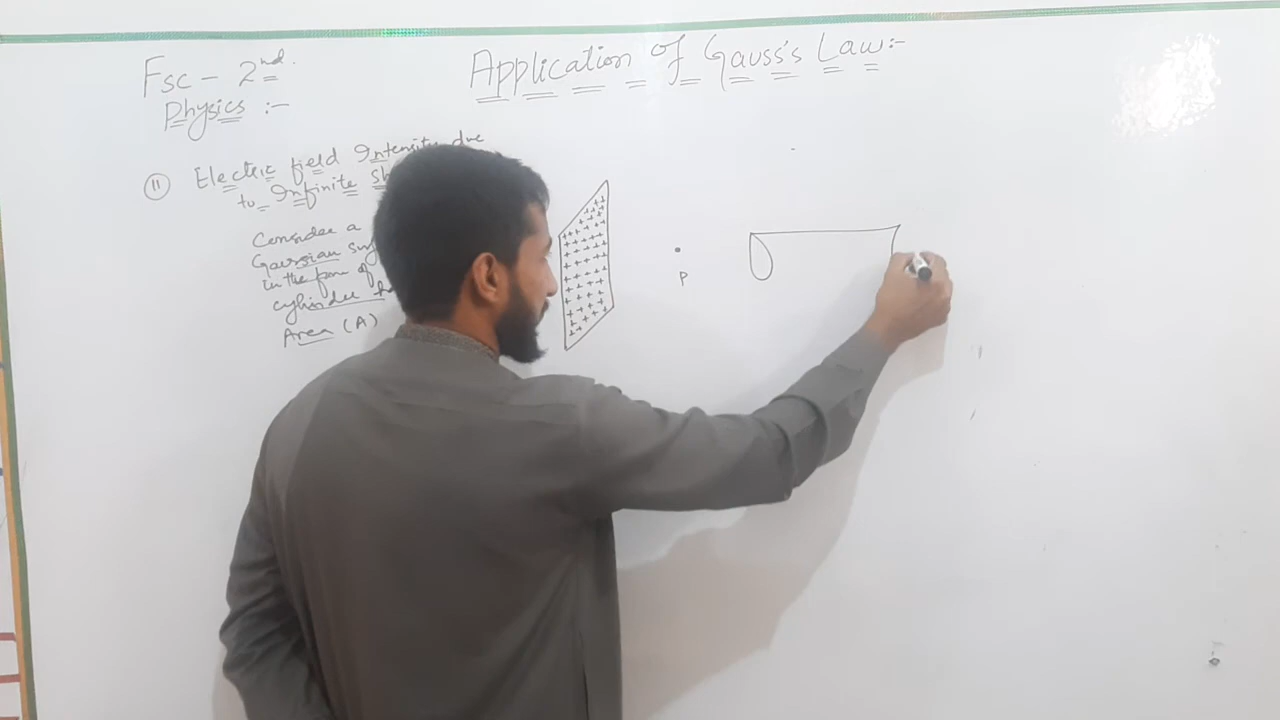 Fsc - 2nd.
Physics :-
Application of Gauss's Law:-
(11) Electric field Intensity due
to Infinite
Consider a
Gaussian
in the form of
cylinder
Area (A)
P